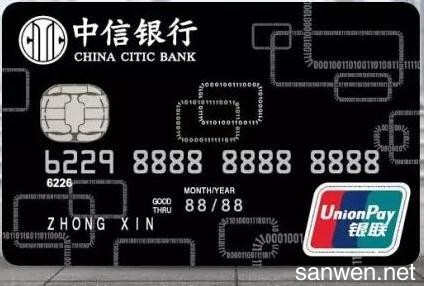 中信银行
CHINA CITIC BANK
6229 8888 8888 8888
6226
MONTH/YEAR
GOOD THRU 88/88
ZHONG XIN
UnionPay
银联
sanwen.net